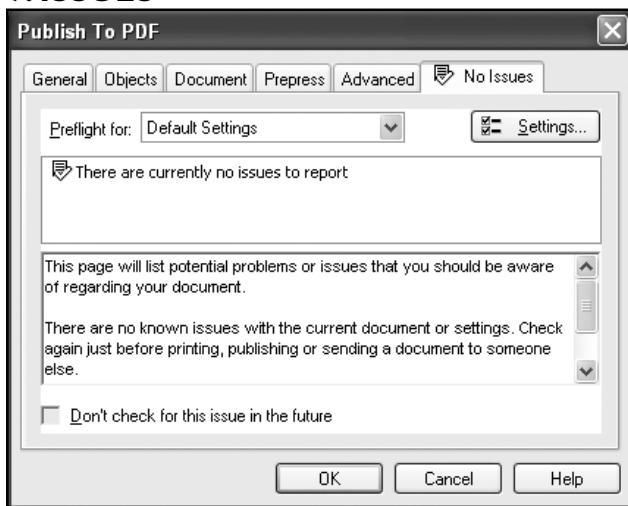 Publish To PDF
General Objects Document Prepress Advanced No Issues
Preflight for: Default Settings Settings...
There are currently no issues to report
This page will list potential problems or issues that you should be aware
of regarding your document.
There are no known issues with the current document or settings. Check
again just before printing, publishing or sending a document to someone
else.
Don't check for this issue in the future
OK Cancel Help